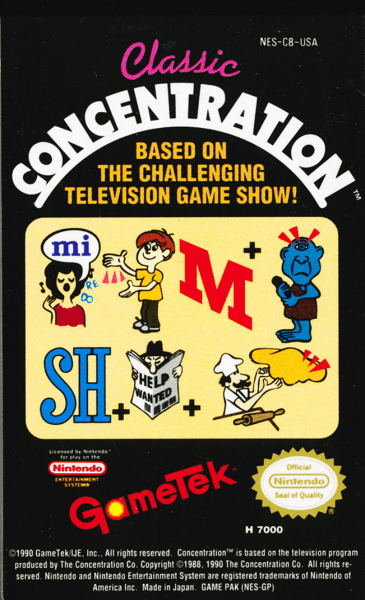 NES-C8-USA
Classic
CONCENTRATION™
BASED ON
THE CHALLENGING
TELEVISION GAME SHOW!
mi
RE
DO
M
+
SH
+
HELP
WANTED
+
Licensed by Nintendo®
for play on the
Nintendo
ENTERTAINMENT
SYSTEM®
GameTek®
Official
Nintendo
Seal of Quality
®
H 7000
©1990 GameTek/IJE, Inc., All rights reserved. Concentration™ is based on the television program
produced by The Concentration Co. Copyright ©1988, 1990 The Concentration Co. All rights re-
served. Nintendo and Nintendo Entertainment System are registered trademarks of Nintendo of
America Inc. Made in Japan. GAME PAK (NES-GP)